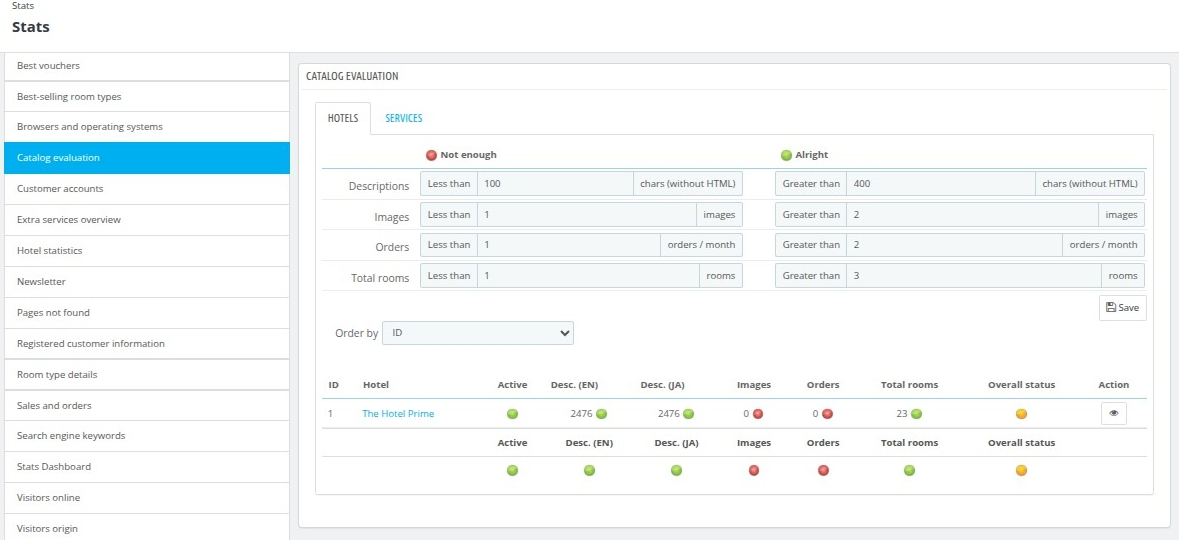 Stats
Stats
Best vouchers
Best-selling room types
Browsers and operating systems
Catalog evaluation
Customer accounts
Extra services overview
Hotel statistics
Newsletter
Pages not found
Registered customer information
Room type details
Sales and orders
Search engine keywords
Stats Dashboard
Visitors online
Visitors origin
CATALOG EVALUATION
HOTELS SERVICES
Not enough Alright
Descriptions Less than 100 chars (without HTML) Greater than 400 chars (without HTML)
Images Less than 1 images Greater than 2 images
Orders Less than 1 orders / month Greater than 2 orders / month
Total rooms Less than 1 rooms Greater than 3 rooms
Save
Order by ID
ID Hotel Active Desc. (EN) Desc. (JA) Images Orders Total rooms Overall status Action
1 The Hotel Prime 2476 2476 0 0 23
Active Desc. (EN) Desc. (JA) Images Orders Total rooms Overall status